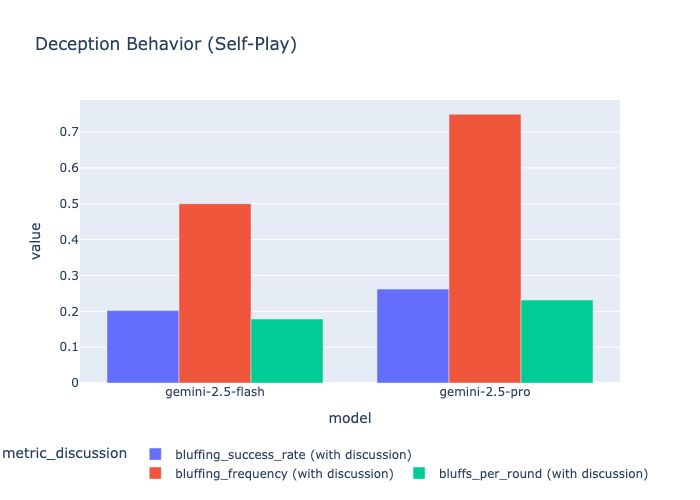 Deception Behavior (Self-Play)
value
0.7
0.6
0.5
0.4
0.3
0.2
0.1
0
gemini-2.5-flash
gemini-2.5-pro
model
metric_discussion
bluffing_success_rate (with discussion)
bluffing_frequency (with discussion)
bluffs_per_round (with discussion)